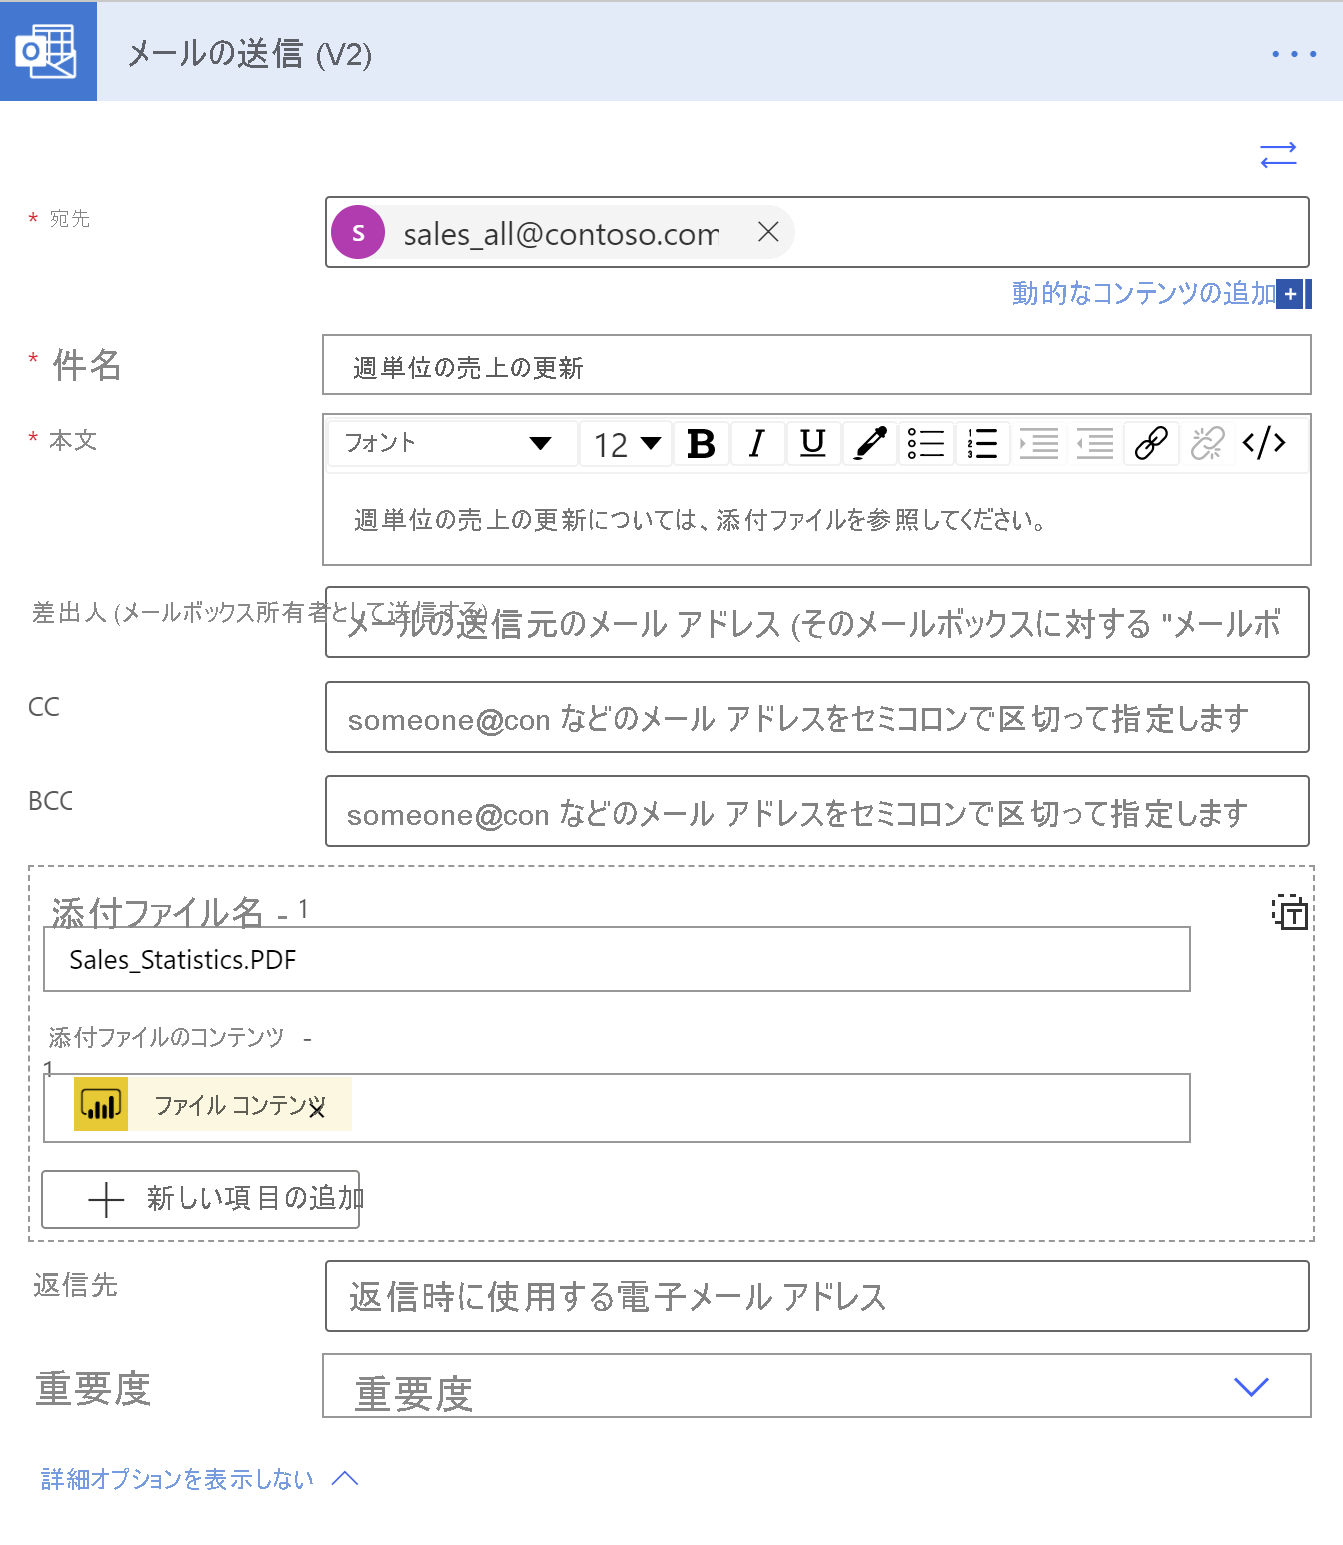 メールの送信 (V2)
* 宛先
S sales_all@contoso.com
動的なコンテンツの追加
* 件名
週単位の売上の更新
* 本文
フォント 12 B I U
週単位の売上の更新については、添付ファイルを参照してください。
差出人 (メールボックス所有者として送信する)
メールの送信元のメール アドレス (そのメールボックスに対する "メールボ
CC
someone@con などのメール アドレスをセミコロンで区切って指定します
BCC
someone@con などのメール アドレスをセミコロンで区切って指定します
添付ファイル名 - 1
Sales_Statistics.PDF
添付ファイルのコンテンツ -
1
ファイル コンテンツ
新しい項目の追加
返信先
返信時に使用する電子メール アドレス
重要度
重要度
詳細オプションを表示しない